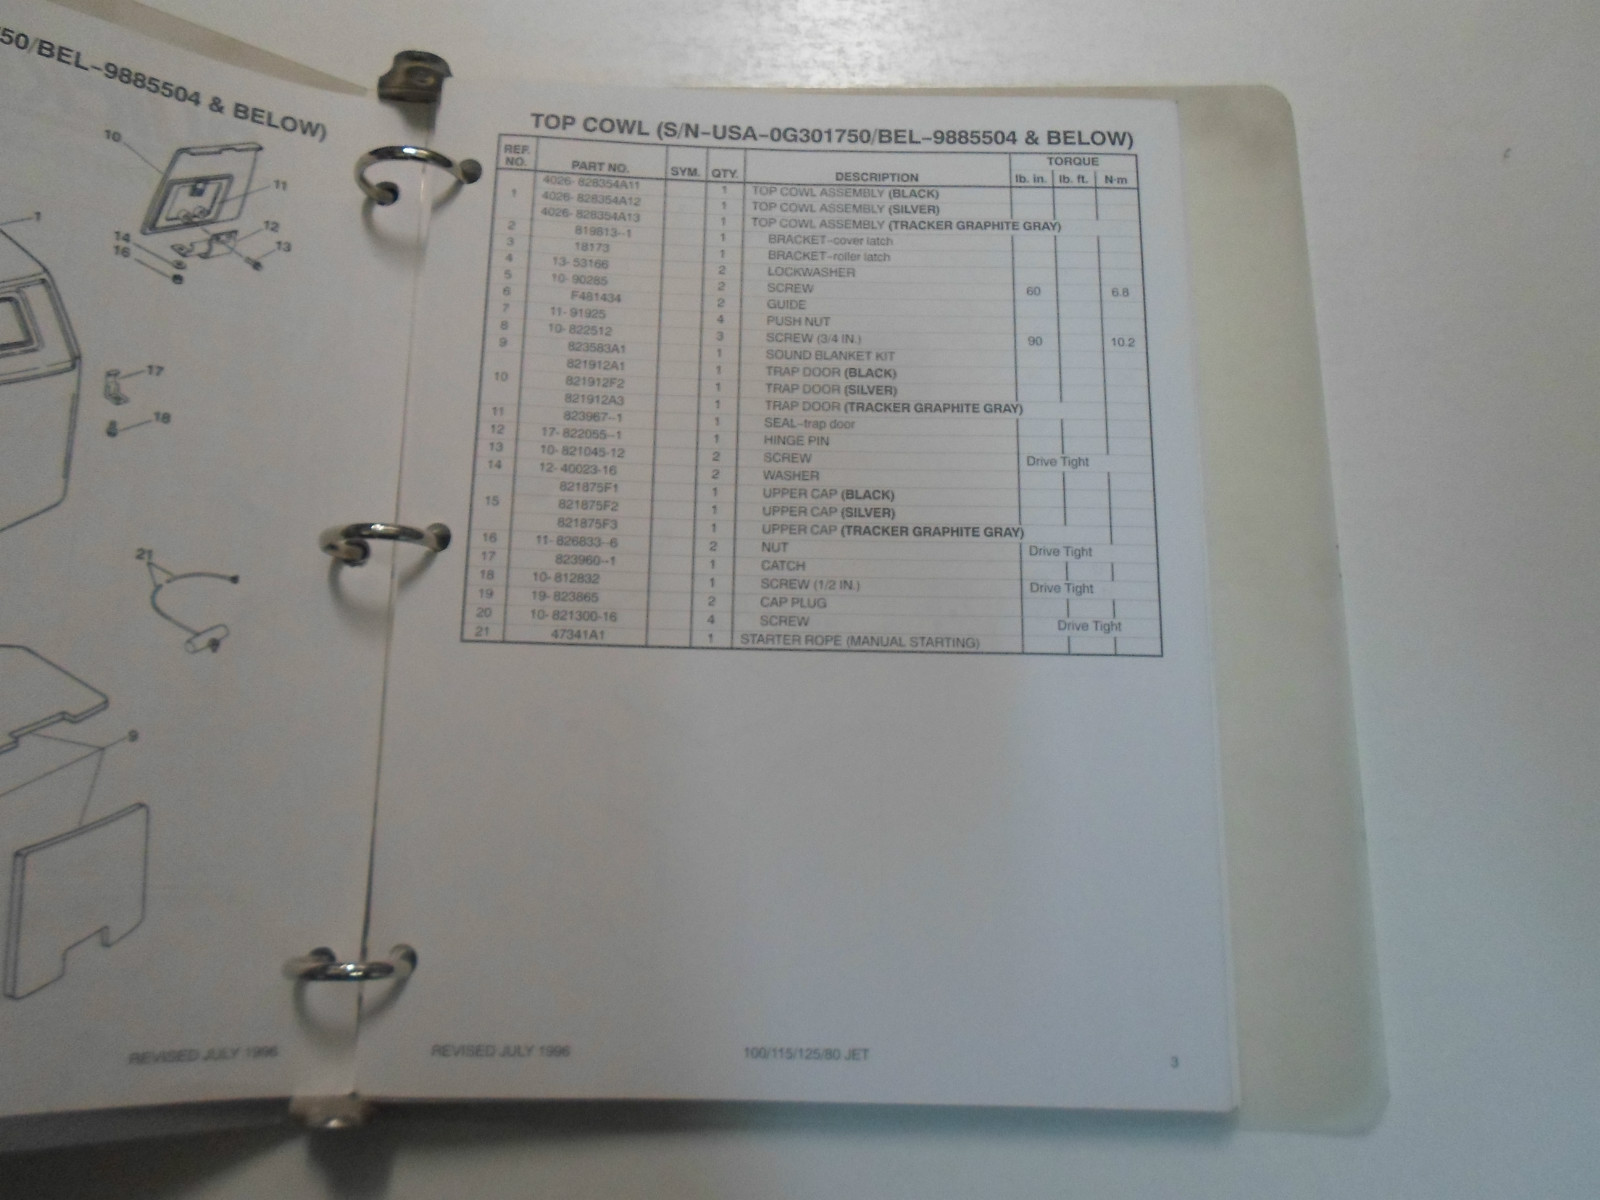 50/BEL-9885504 & BELOW)
10
11
1
12
13
14
16
17
18
21
9
REVISED JULY 1996
TOP COWL (S/N-USA-0G301750/BEL-9885504 & BELOW)
REF. NO. PART NO. SYM. QTY. DESCRIPTION TORQUE
lb. in. lb. ft. N·m
4026- 828354A11 1 TOP COWL ASSEMBLY (BLACK)
1 4026- 828354A12 1 TOP COWL ASSEMBLY (SILVER)
4026- 828354A13 1 TOP COWL ASSEMBLY (TRACKER GRAPHITE GRAY)
2 819813--1 1 BRACKET-cover latch
3 18173 1 BRACKET-roller latch
4 13- 53166 2 LOCKWASHER
5 10- 90285 2 SCREW 60 6.8
6 F481434 2 GUIDE
7 11- 91925 4 PUSH NUT
8 10- 822512 3 SCREW (3/4 IN.) 90 10.2
9 823583A1 1 SOUND BLANKET KIT
821912A1 1 TRAP DOOR (BLACK)
10 821912F2 1 TRAP DOOR (SILVER)
821912A3 1 TRAP DOOR (TRACKER GRAPHITE GRAY)
11 823967--1 1 SEAL-trap door
12 17- 822055--1 1 HINGE PIN
13 10- 821045-12 2 SCREW Drive Tight
14 12- 40023-16 2 WASHER
821875F1 1 UPPER CAP (BLACK)
15 821875F2 1 UPPER CAP (SILVER)
821875F3 1 UPPER CAP (TRACKER GRAPHITE GRAY)
16 11- 826833--6 2 NUT Drive Tight
17 823960--1 1 CATCH
18 10- 812832 1 SCREW (1/2 IN.) Drive Tight
19 19- 823865 2 CAP PLUG
20 10- 821300-16 4 SCREW Drive Tight
21 47341A1 1 STARTER ROPE (MANUAL STARTING)
REVISED JULY 1996 100/115/125/80 JET 3